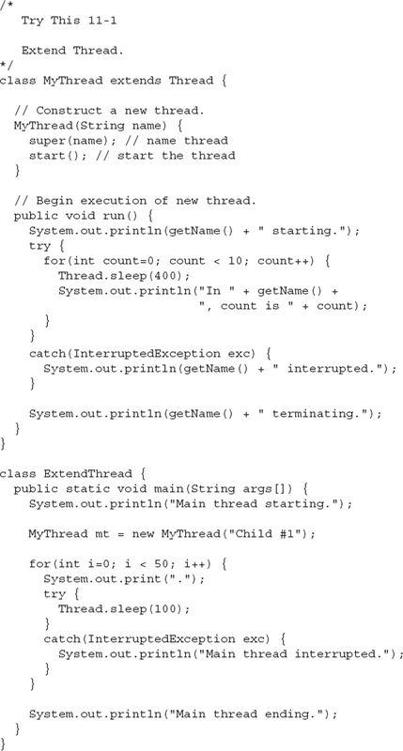 /*
   Try This 11-1

   Extend Thread.
*/
class MyThread extends Thread {

  // Construct a new thread.
  MyThread(String name) {
    super(name); // name thread
    start(); // start the thread
  }

  // Begin execution of new thread.
  public void run() {
    System.out.println(getName() + " starting.");
    try {
      for(int count=0; count < 10; count++) {
        Thread.sleep(400);
        System.out.println("In " + getName() +
                           ", count is " + count);
      }
    }
    catch(InterruptedException exc) {
      System.out.println(getName() + " interrupted.");
    }

    System.out.println(getName() + " terminating.");
  }
}

class ExtendThread {
  public static void main(String args[]) {
    System.out.println("Main thread starting.");

    MyThread mt = new MyThread("Child #1");

    for(int i=0; i < 50; i++) {
      System.out.print(".");
      try {
        Thread.sleep(100);
      }
      catch(InterruptedException exc) {
        System.out.println("Main thread interrupted.");
      }
    }

    System.out.println("Main thread ending.");
  }
}